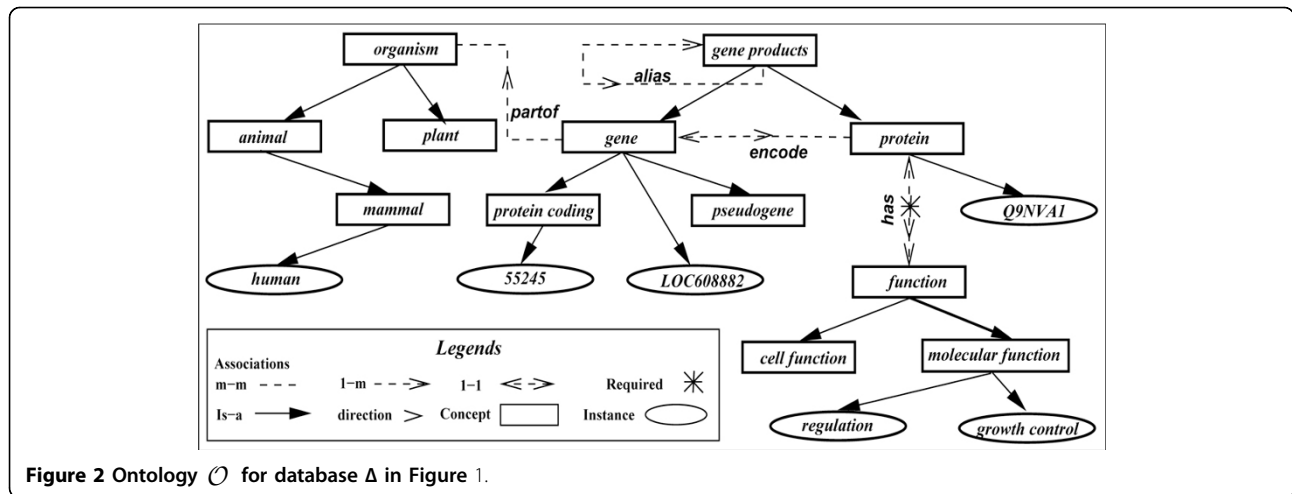 organism
gene products
alias
partof
animal
plant
gene
encode
protein
has
mammal
protein coding
pseudogene
Q9NVA1
human
55245
LOC608882
function
cell function
molecular function
regulation
growth control
Legends
Associations
m-m
1-m
1-1
Required
Is-a
direction
Concept
Instance
Figure 2 Ontology 𝒪 for database Δ in Figure 1.